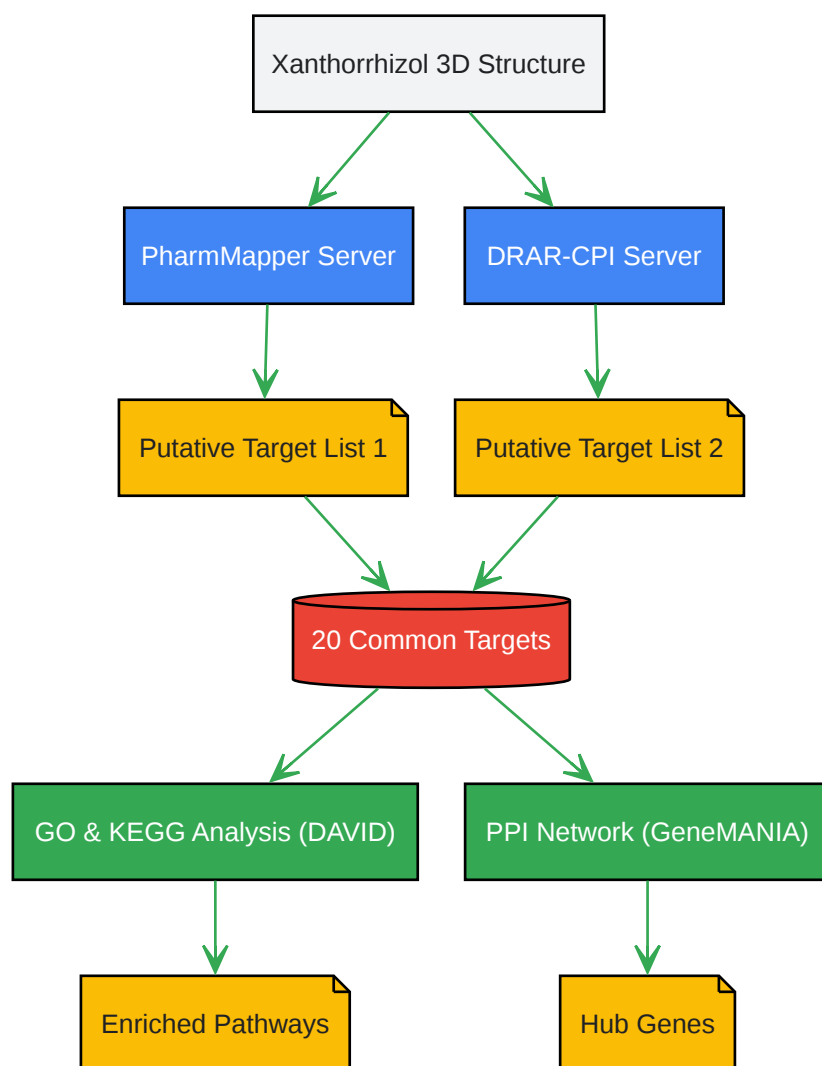 Xanthorrhizol 3D Structure
PharmMapper Server
DRAR-CPI Server
Putative Target List 1
Putative Target List 2
20 Common Targets
GO & KEGG Analysis (DAVID)
PPI Network (GeneMANIA)
Enriched Pathways
Hub Genes